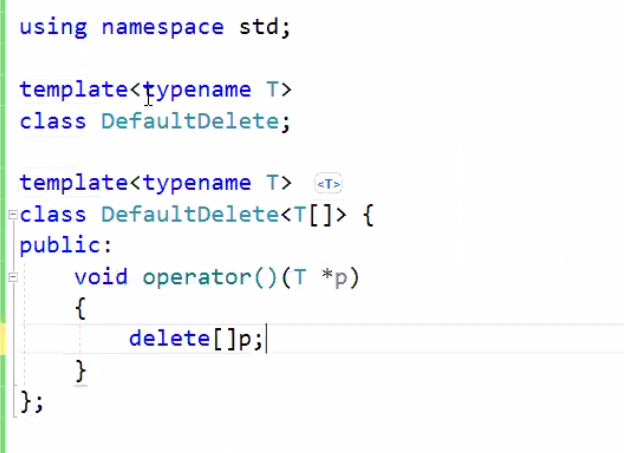 using namespace std;
template<typename T>
class DefaultDelete;
template<typename T> <T>
class DefaultDelete<T[]> {
public:
    void operator()(T *p)
    {
        delete[]p;
    }
};